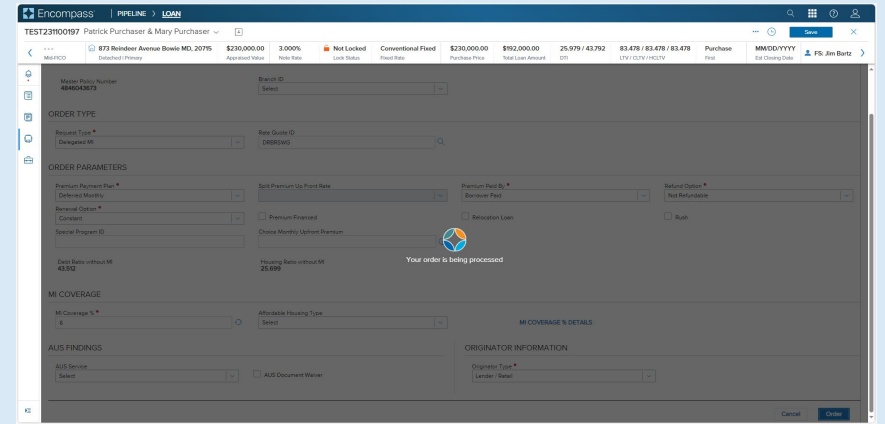 Encompass | PIPELINE > LOAN
TEST231100197 Patrick Purchaser & Mary Purchaser
Save
--- 873 Reindeer Avenue Bowie MD, 20715 $230,000.00 3.000% Not Locked Conventional Fixed $230,000.00 $192,000.00 25.979 / 43.792 83.478 / 83.478 / 83.478 Purchase MM/DD/YYYY FS: Jim Bartz
Mid-FICO Detached | Primary Appraised Value Note Rate Lock Status Fixed Rate Purchase Price Total Loan Amount DTI LTV / CLTV / HCLTV First Est Closing Date
Master Policy Number Branch ID
4848043673 Select
ORDER TYPE
Request Type * Rate Quote ID
Delegated MI DRBRSWG
ORDER PARAMETERS
Premium Payment Plan * Split Premium Up Front Rate Premium Paid By * Refund Option *
Deferred Monthly Borrower Paid Not Refundable
Renewal Option *
Constant Premium Financed Relocation Loan Rush
Special Program ID Choose Monthly Upfront Premium
Your order is being processed
Debt Ratio without MI Housing Ratio without MI
43.512 25.699
MI COVERAGE
MI Coverage % * Affordable Housing Type
6 Select MI COVERAGE % DETAILS
AUS FINDINGS ORIGINATOR INFORMATION
AUS Service Originator Type *
Select AUS Document Waiver Lender / Retail
Cancel Order